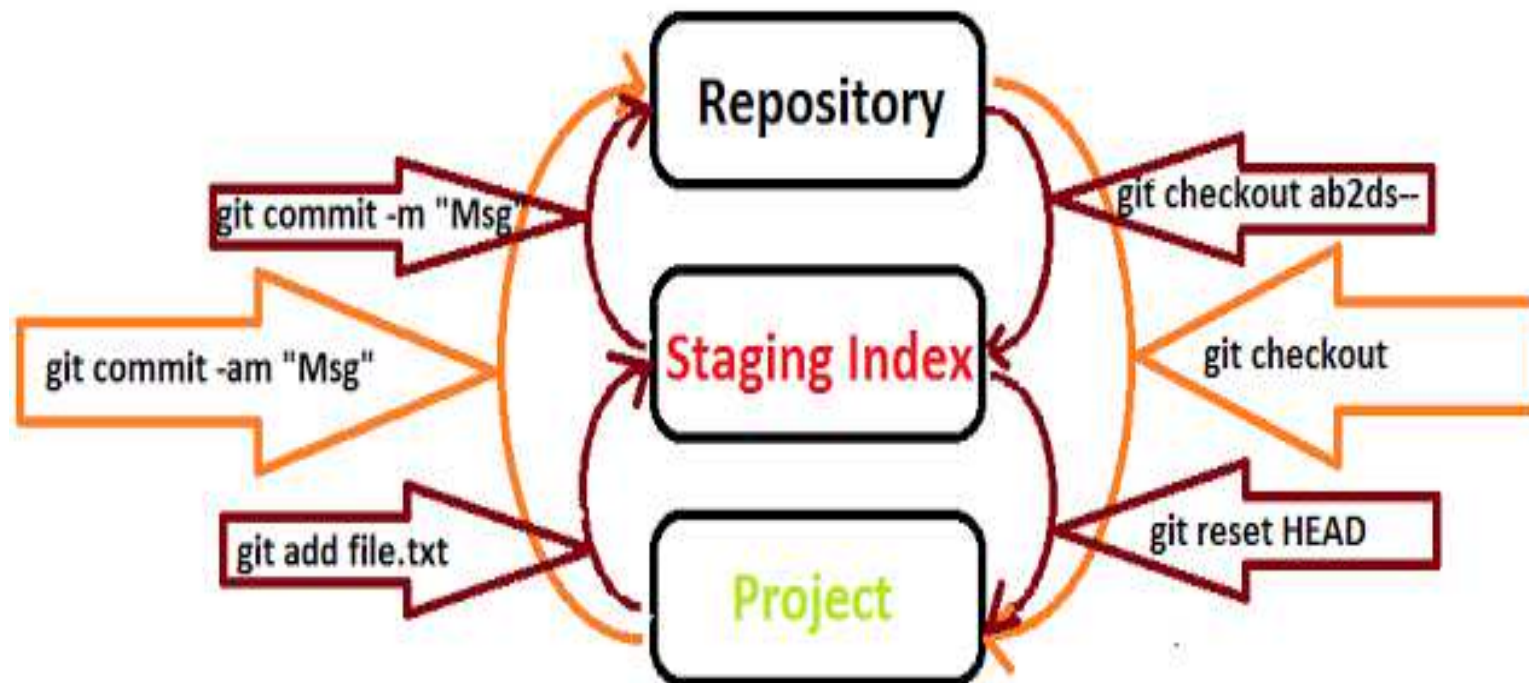 Repository
git commit -m "Msg"
git checkout ab2ds--
Staging Index
git commit -am "Msg"
git checkout
git add file.txt
git reset HEAD
Project